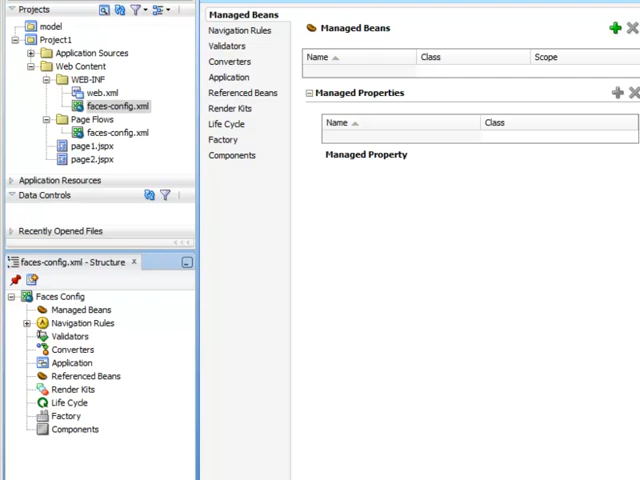 Projects
model
Project1
Application Sources
Web Content
WEB-INF
web.xml
faces-config.xml
Page Flows
faces-config.xml
page1.jspx
page2.jspx
Application Resources
Data Controls
Recently Opened Files
faces-config.xml - Structure x
Faces Config
Managed Beans
Navigation Rules
Validators
Converters
Application
Referenced Beans
Render Kits
Life Cycle
Factory
Components
Managed Beans
Navigation Rules
Validators
Converters
Application
Referenced Beans
Render Kits
Life Cycle
Factory
Components
Managed Beans
Name Class Scope
Managed Properties
Name Class
Managed Property